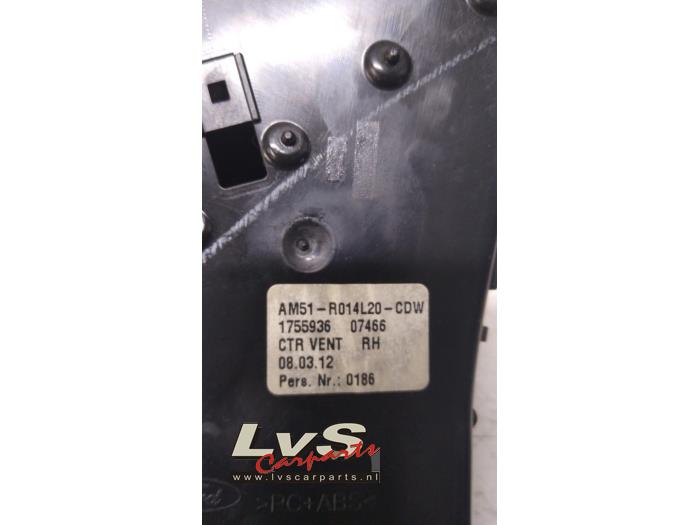 AM51-R014L20-CDW
1755936 07466
CTR VENT RH
08.03.12
Pers. Nr.: 0186
LvS
Carparts
www.lvscarparts.nl
Ford
>PC+ABS<